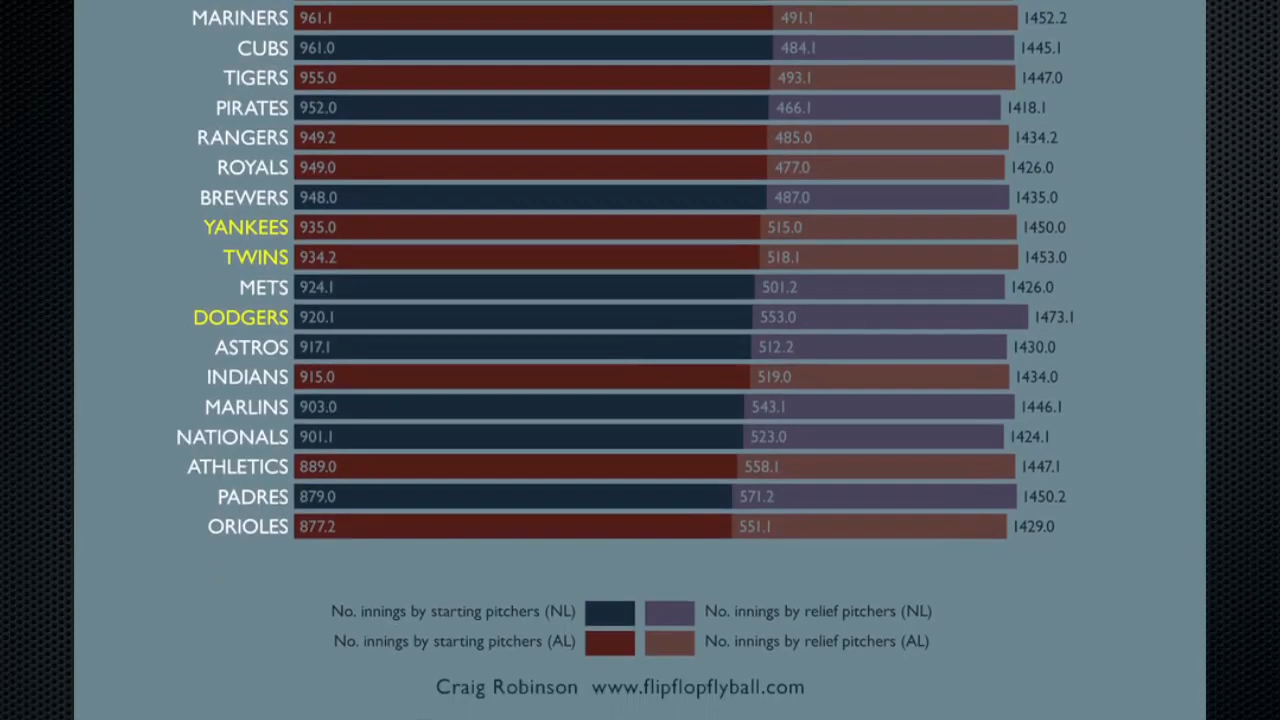 MARINERS 961.1 491.1 1452.2
CUBS 961.0 484.1 1445.1
TIGERS 955.0 493.1 1447.0
PIRATES 952.0 466.1 1418.1
RANGERS 949.2 485.0 1434.2
ROYALS 949.0 477.0 1426.0
BREWERS 948.0 487.0 1435.0
YANKEES 935.0 515.0 1450.0
TWINS 934.2 518.1 1453.0
METS 924.1 501.2 1426.0
DODGERS 920.1 553.0 1473.1
ASTROS 917.1 512.2 1430.0
INDIANS 915.0 519.0 1434.0
MARLINS 903.0 543.1 1446.1
NATIONALS 901.1 523.0 1424.1
ATHLETICS 889.0 558.1 1447.1
PADRES 879.0 571.2 1450.2
ORIOLES 877.2 551.1 1429.0
No. innings by starting pitchers (NL) No. innings by relief pitchers (NL)
No. innings by starting pitchers (AL) No. innings by relief pitchers (AL)
Craig Robinson www.flipflopflyball.com